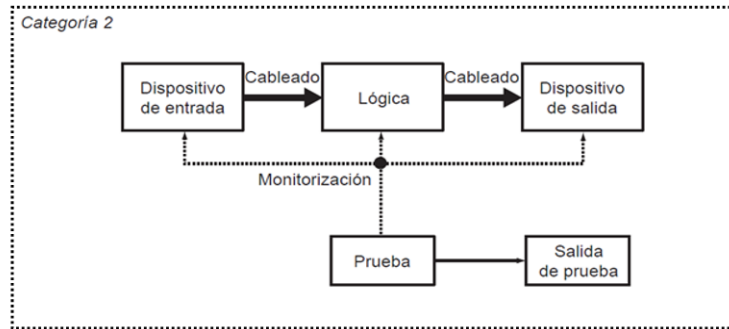 Categoría 2
Cableado
Cableado
Dispositivo
de entrada
Lógica
Dispositivo
de salida
Monitorización
Prueba
Salida
de prueba